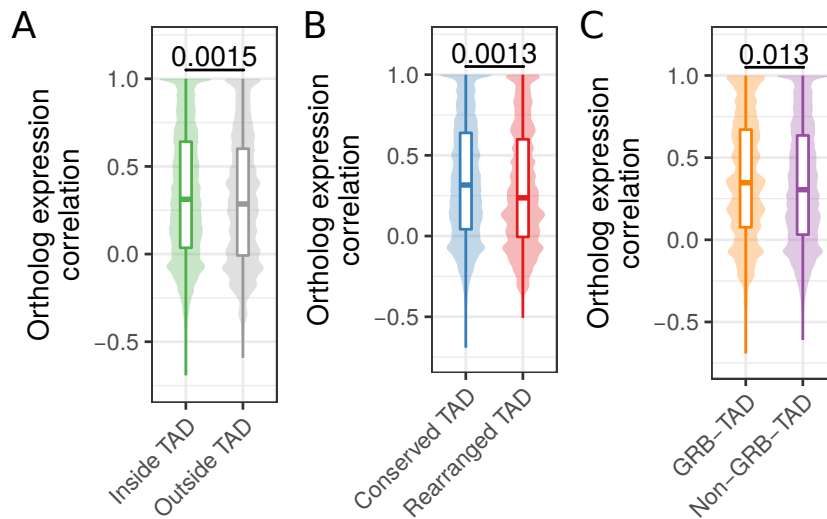 A
0.0015
1.0
0.5
0.0
−0.5
Ortholog expression
correlation
Inside TAD
Outside TAD
B
0.0013
1.0
0.5
0.0
−0.5
Ortholog expression
correlation
Conserved TAD
Rearranged TAD
C
0.013
1.0
0.5
0.0
−0.5
Ortholog expression
correlation
GRB−TAD
Non−GRB−TAD